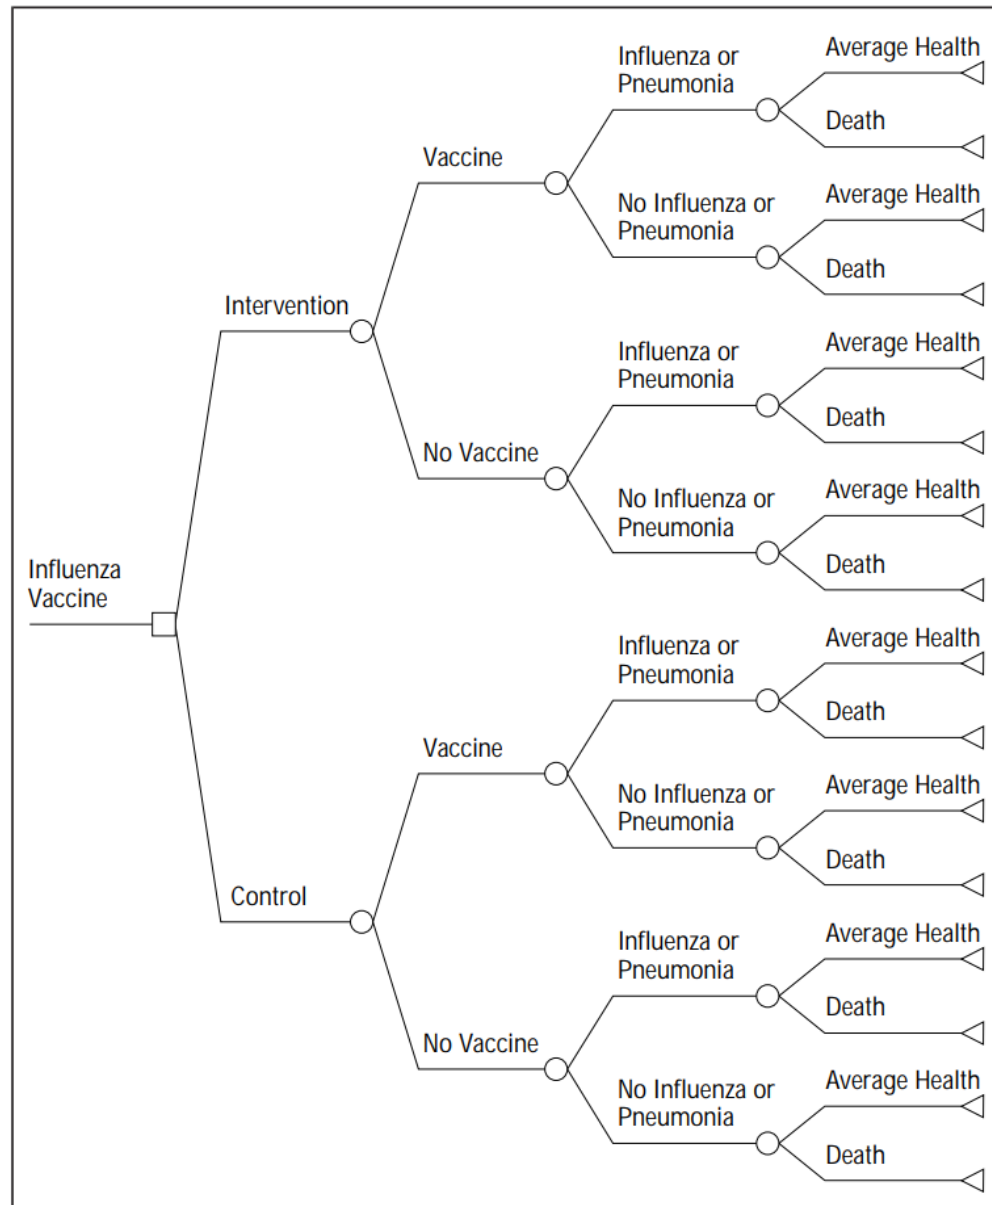 Average Health
Influenza or
Pneumonia
Death
Vaccine
Average Health
No Influenza or
Pneumonia
Death
Intervention
Average Health
Influenza or
Pneumonia
Death
No Vaccine
Average Health
No Influenza or
Pneumonia
Death
Influenza
Vaccine
Average Health
Influenza or
Pneumonia
Death
Vaccine
Average Health
No Influenza or
Pneumonia
Death
Control
Average Health
Influenza or
Pneumonia
Death
No Vaccine
Average Health
No Influenza or
Pneumonia
Death